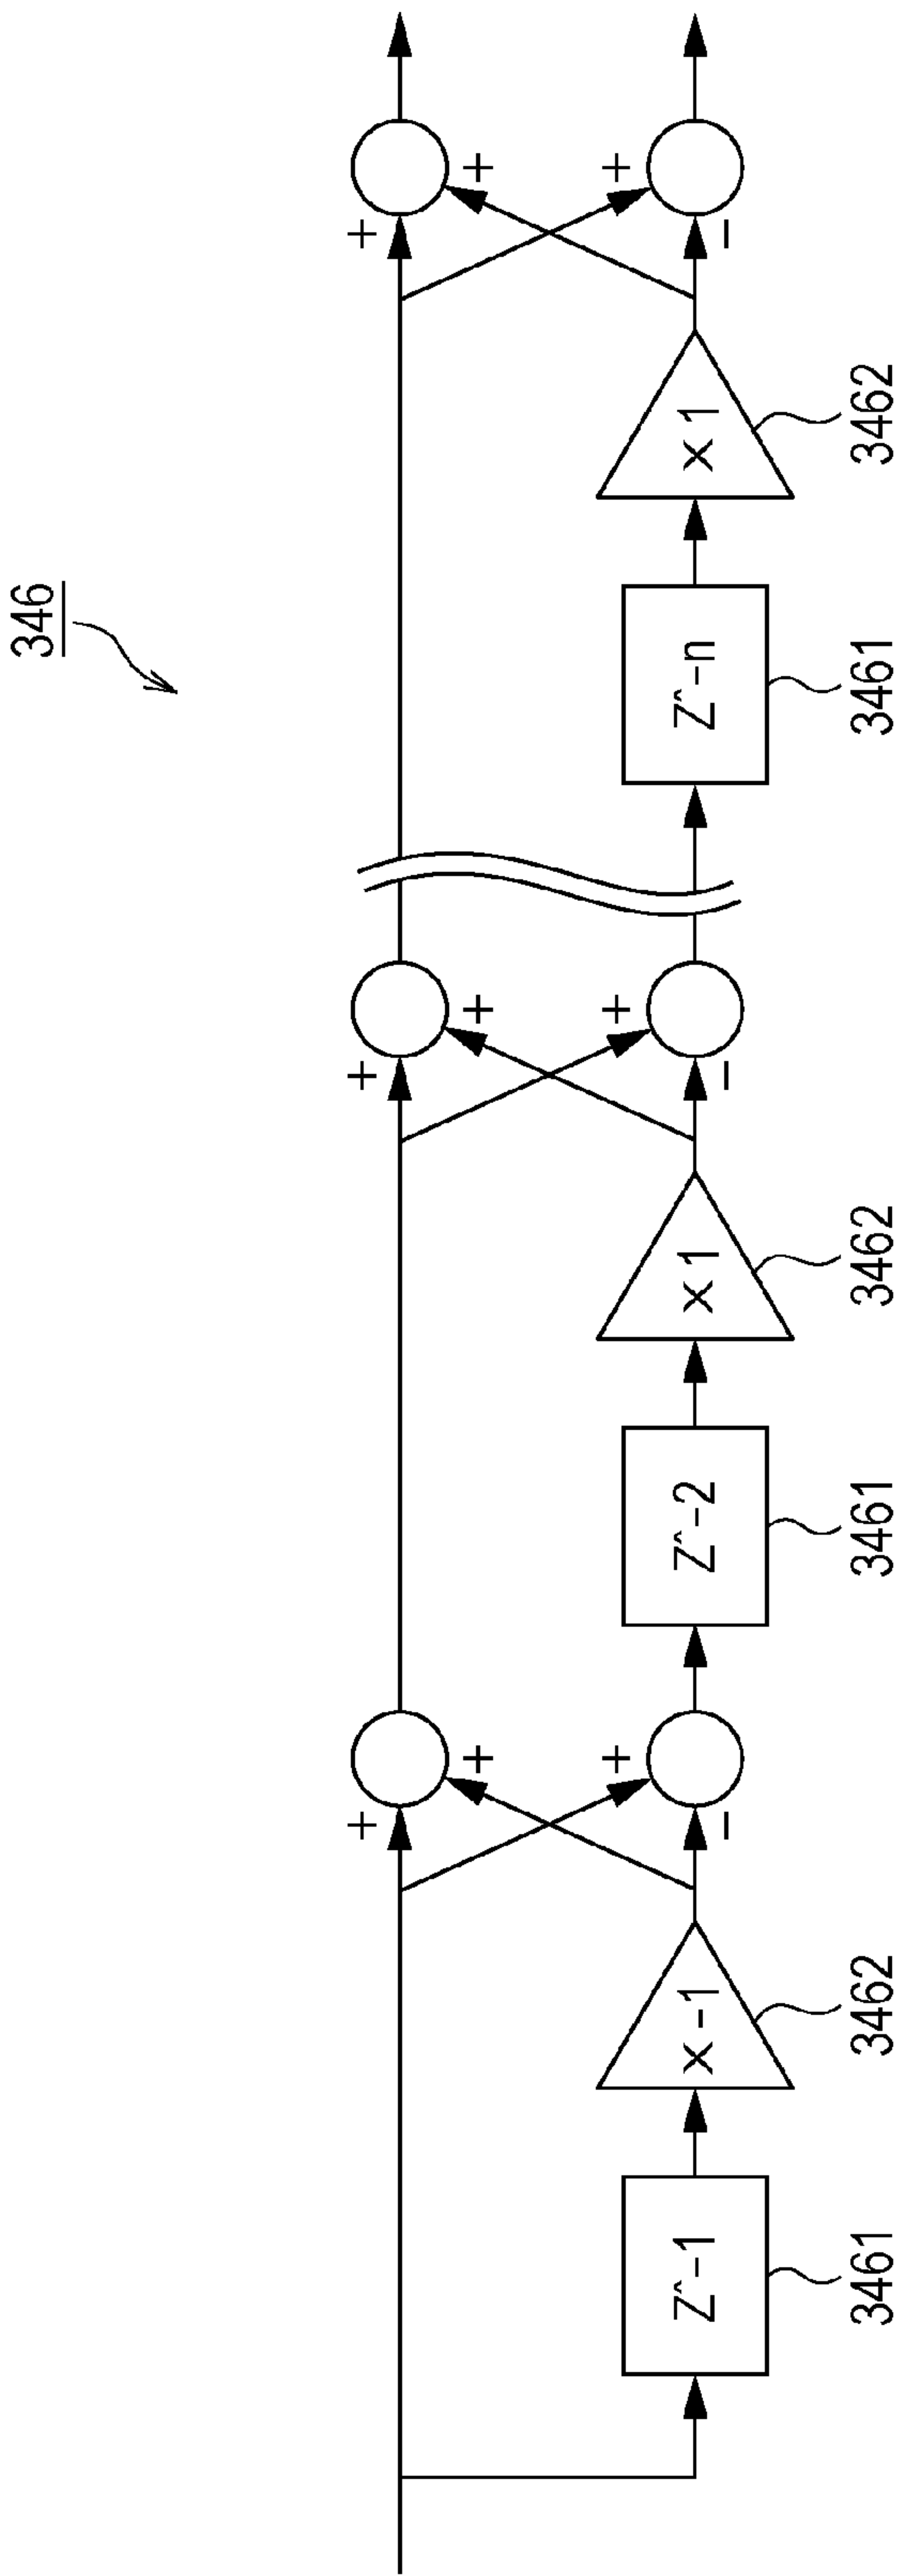 346
+ + +
+ + +
+ + +
Z^-1 x -1 Z^-2 x 1 Z^-n x 1
- - -
3461 3462 3461 3462 3461 3462